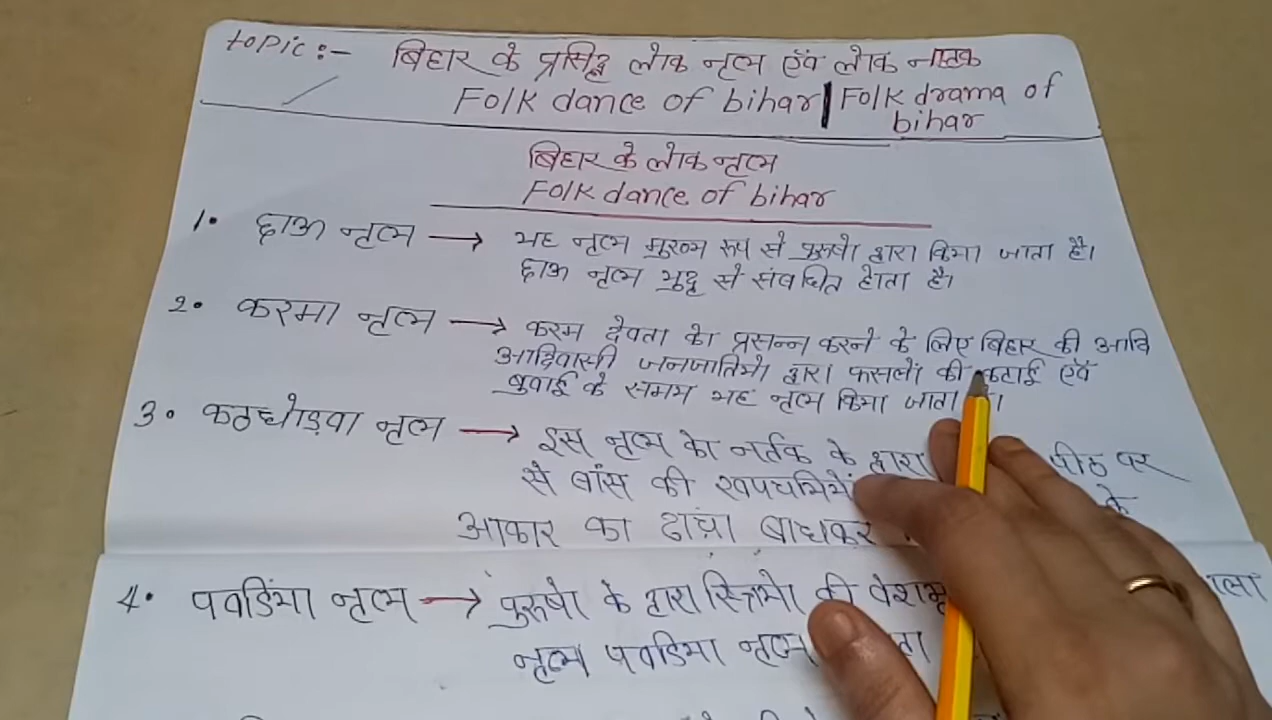 topic:-
बिहार के प्रसिद्ध लोक नृत्य एवं लोक नाटक
Folk dance of bihar | Folk drama of
bihar
बिहार के लोक नृत्य
Folk dance of bihar
1. छाऊ नृत्य → यह नृत्य मुख्य रूप से पुरुषो द्वारा किया जाता है।
छाऊ नृत्य युद्ध से संबधित होता है।
2. करमा नृत्य → करम देवता को प्रसन्न करने के लिए बिहार की आदि
आदिवासी जनजातियो द्वारा फसलो की कटाई एवं
बुवाई के समय यह नृत्य किया जाता
3. कठघोड़वा नृत्य → इस नृत्य को नर्तक के द्वारा पीठ पर
से बांस की खपचयियों के
आकार का ढांचा बाधकर
4. पवडिंया नृत्य → पुरुषो के द्वारा स्त्रियो की वेशभू
नृत्य पवडिया नृत्य